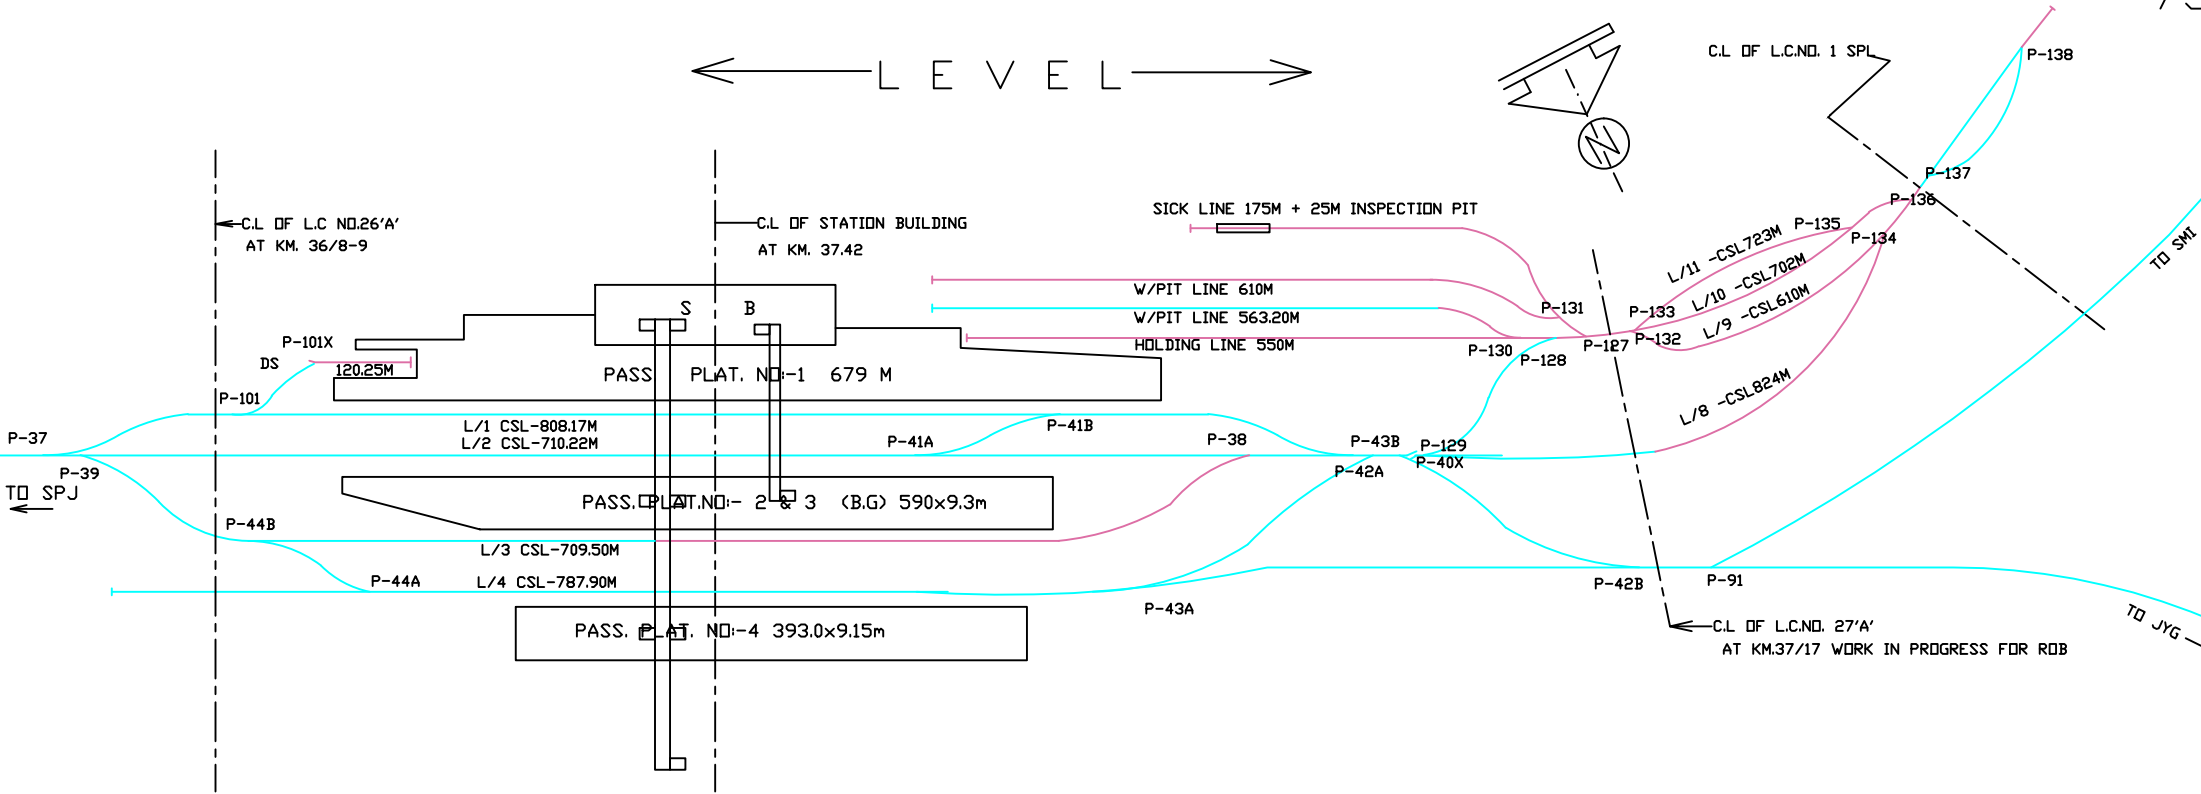 LEVEL
C.L OF L.C.NO. 1 SPL
P-138
P-137
P-136
P-135
P-134
N
C.L OF L.C NO.26'A'
AT KM. 36/8-9
C.L OF STATION BUILDING
AT KM. 37.42
SICK LINE 175M + 25M INSPECTION PIT
L/11 -CSL723M
L/10 -CSL702M
L/9 -CSL610M
TO SMI
W/PIT LINE 610M
P-131
P-133
S B
W/PIT LINE 563.20M
P-101X
HOLDING LINE 550M
P-130
P-127
P-132
P-128
DS
120.25M
PASS PLAT. NO:-1 679 M
L/8 -CSL824M
P-101
L/1 CSL-808.17M
P-41B
P-37
L/2 CSL-710.22M
P-41A
P-38
P-43B
P-129
P-39
P-42A
P-40X
TO SPJ
PASS. PLAT.NO:- 2 & 3 (B.G) 590x9.3m
P-44B
L/3 CSL-709.50M
P-44A
L/4 CSL-787.90M
P-42B
P-91
P-43A
TO JYG
PASS. PLAT. NO:-4 393.0x9.15m
C.L OF L.C.NO. 27'A'
AT KM.37/17 WORK IN PROGRESS FOR ROB